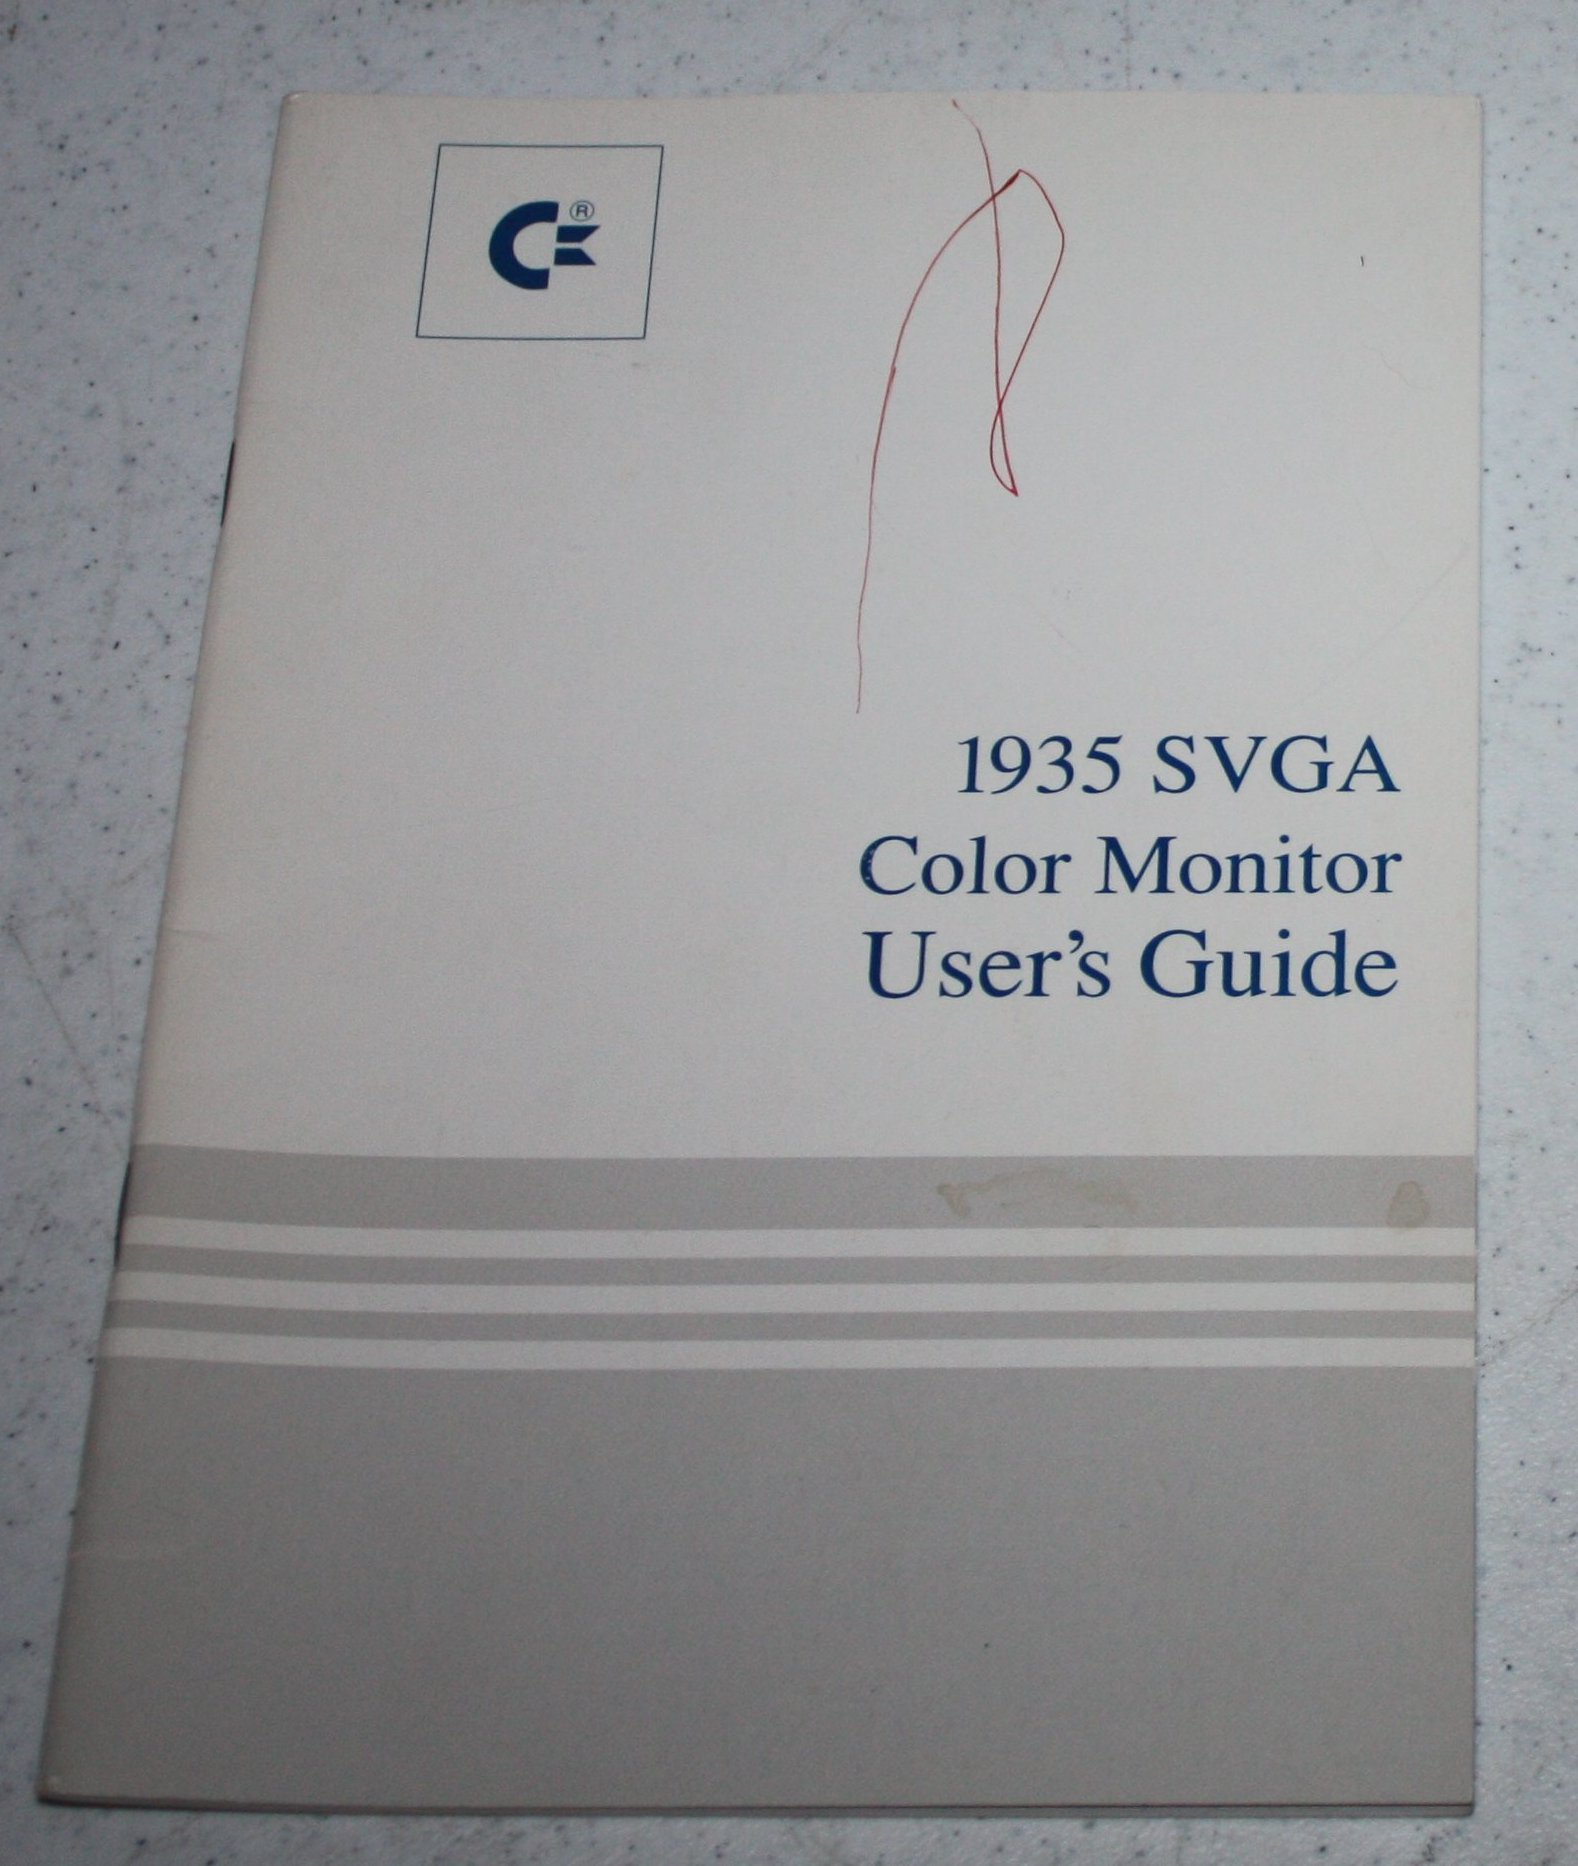 ®
1935 SVGA
Color Monitor
User's Guide